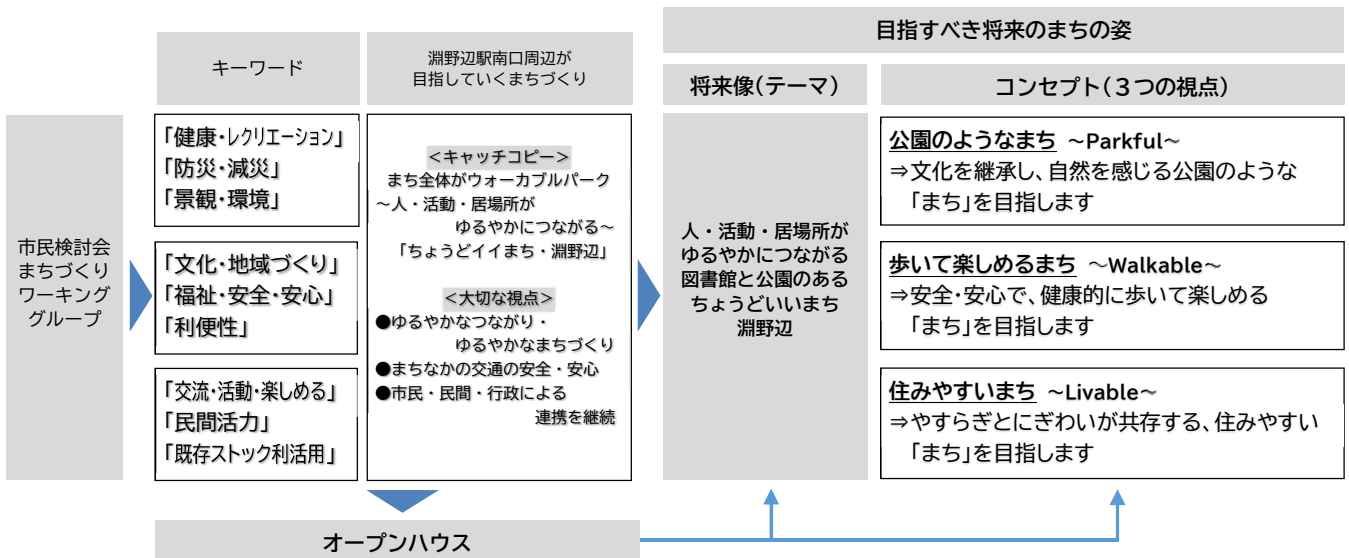 目指すべき将来のまちの姿
キーワード
淵野辺駅南口周辺が
目指していくまちづくり
将来像(テーマ)
コンセプト(3つの視点)
市民検討会
まちづくり
ワーキング
グループ
「健康・レクリエーション」
「防災・減災」
「景観・環境」
「文化・地域づくり」
「福祉・安全・安心」
「利便性」
「交流・活動・楽しめる」
「民間活力」
「既存ストック利活用」
<キャッチコピー>
まち全体がウォーカブルパーク
~人・活動・居場所が
ゆるやかにつながる~
「ちょうどイイまち・淵野辺」
<大切な視点>
●ゆるやかなつながり・
ゆるやかなまちづくり
●まちなかの交通の安全・安心
●市民・民間・行政による
連携を継続
人・活動・居場所が
ゆるやかにつながる
図書館と公園のある
ちょうどいいまち
淵野辺
公園のようなまち ~Parkful~
⇒文化を継承し、自然を感じる公園のような
「まち」を目指します
歩いて楽しめるまち ~Walkable~
⇒安全・安心で、健康的に歩いて楽しめる
「まち」を目指します
住みやすいまち ~Livable~
⇒やすらぎとにぎわいが共存する、住みやすい
「まち」を目指します
オープンハウス